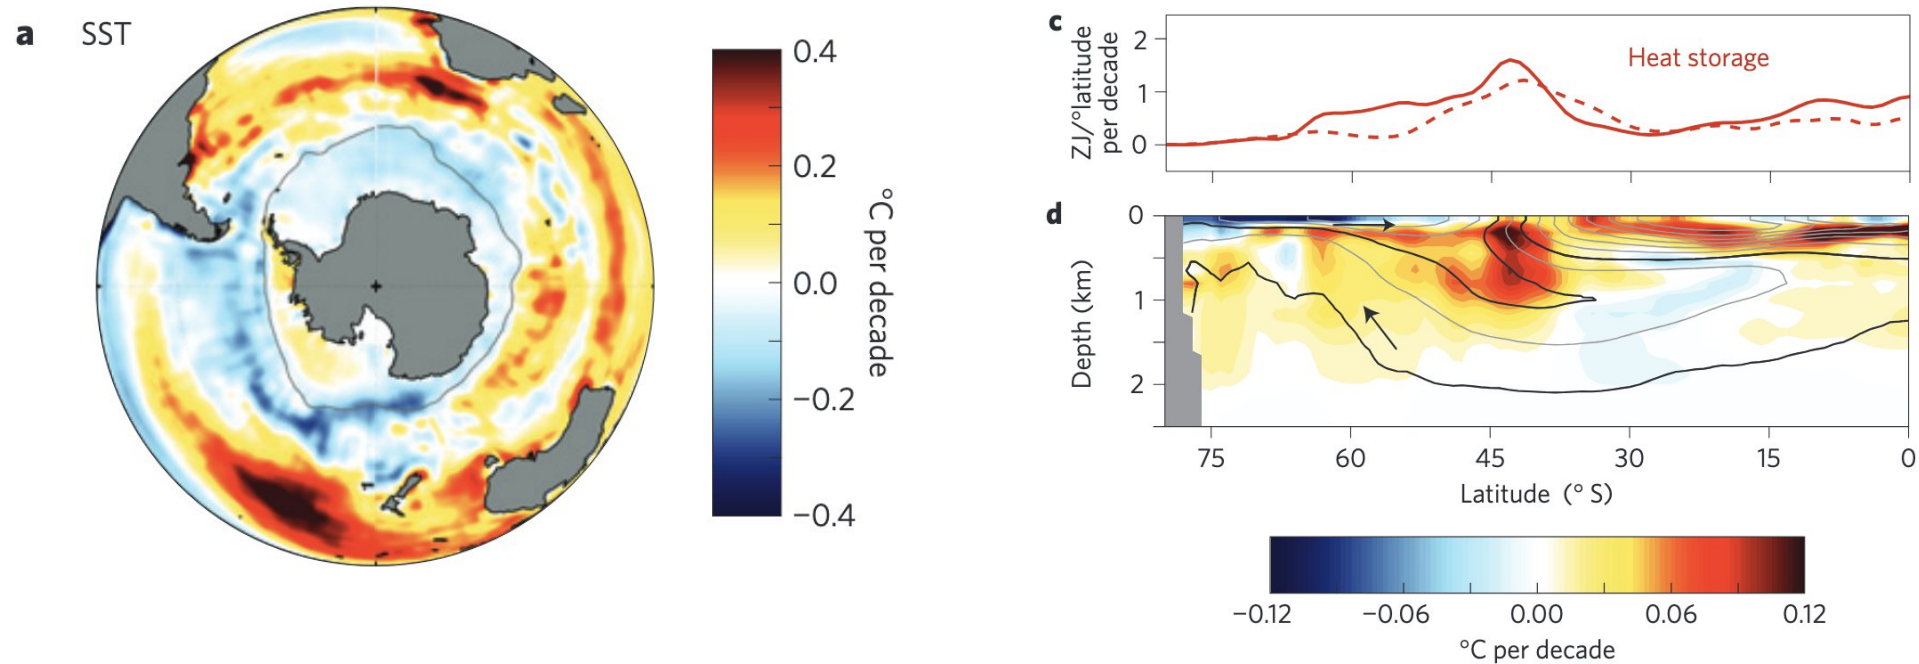 a SST
0.4
0.2
0.0
−0.2
−0.4
°C per decade
c
ZJ/°latitude
per decade
2
1
0
Heat storage
d
Depth (km)
0
1
2
75 60 45 30 15 0
Latitude (° S)
−0.12 −0.06 0.00 0.06 0.12
°C per decade